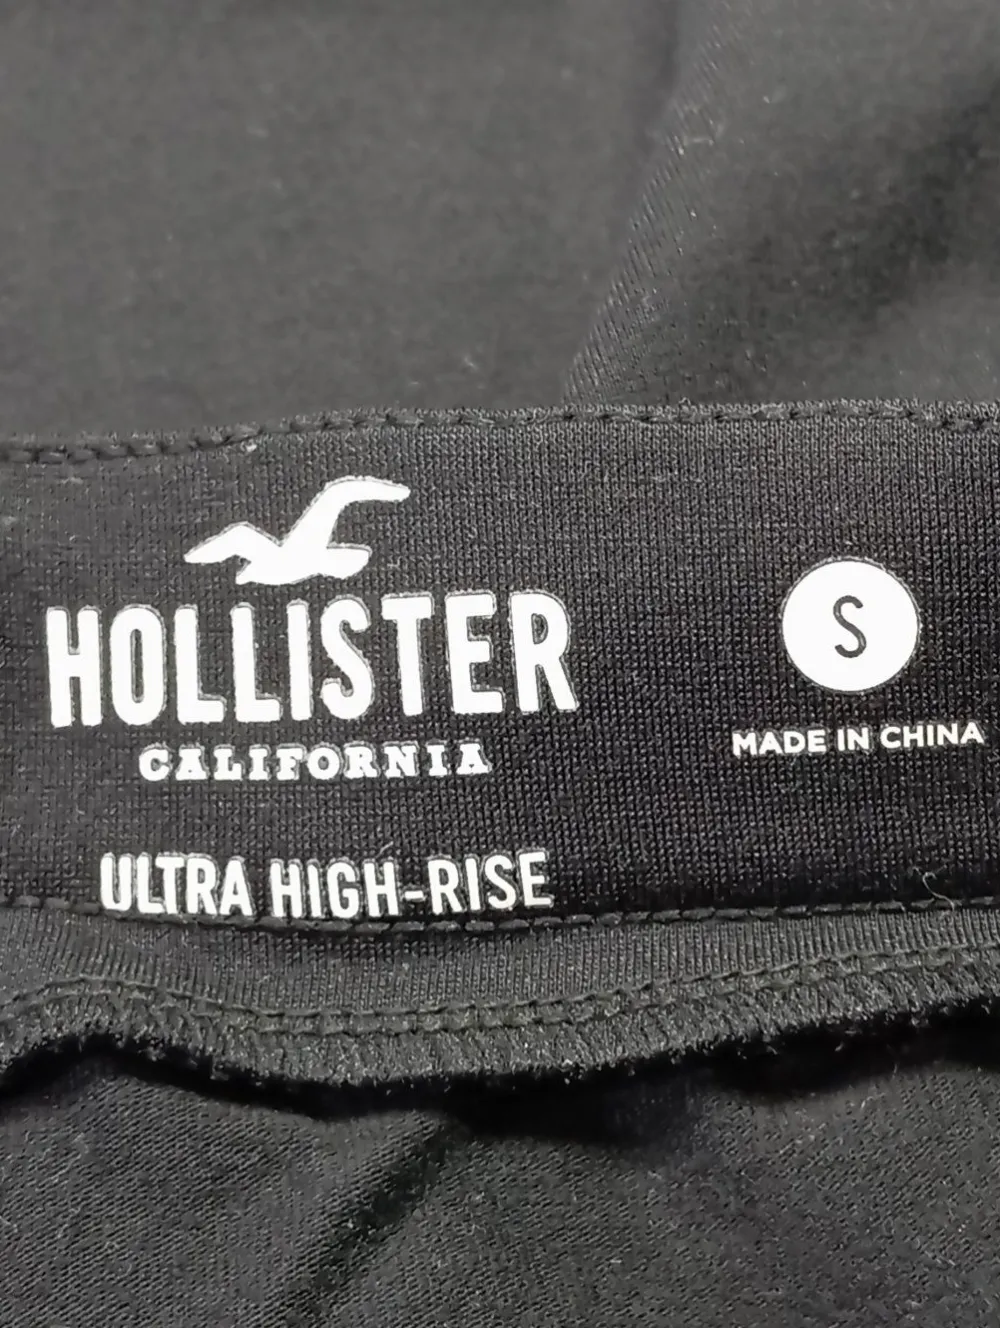 HOLLISTER
CALIFORNIA
ULTRA HIGH-RISE
S
MADE IN CHINA